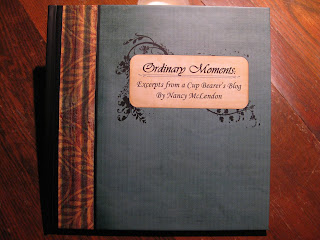 Ordinary Moments
Excerpts from a Cup Bearer's Blog
By Nancy McLendon